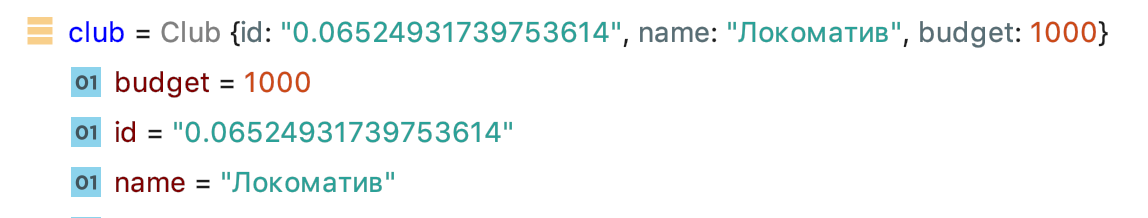 club = Club {id: "0.06524931739753614", name: "Локоматив", budget: 1000}
01 budget = 1000
01 id = "0.06524931739753614"
01 name = "Локоматив"